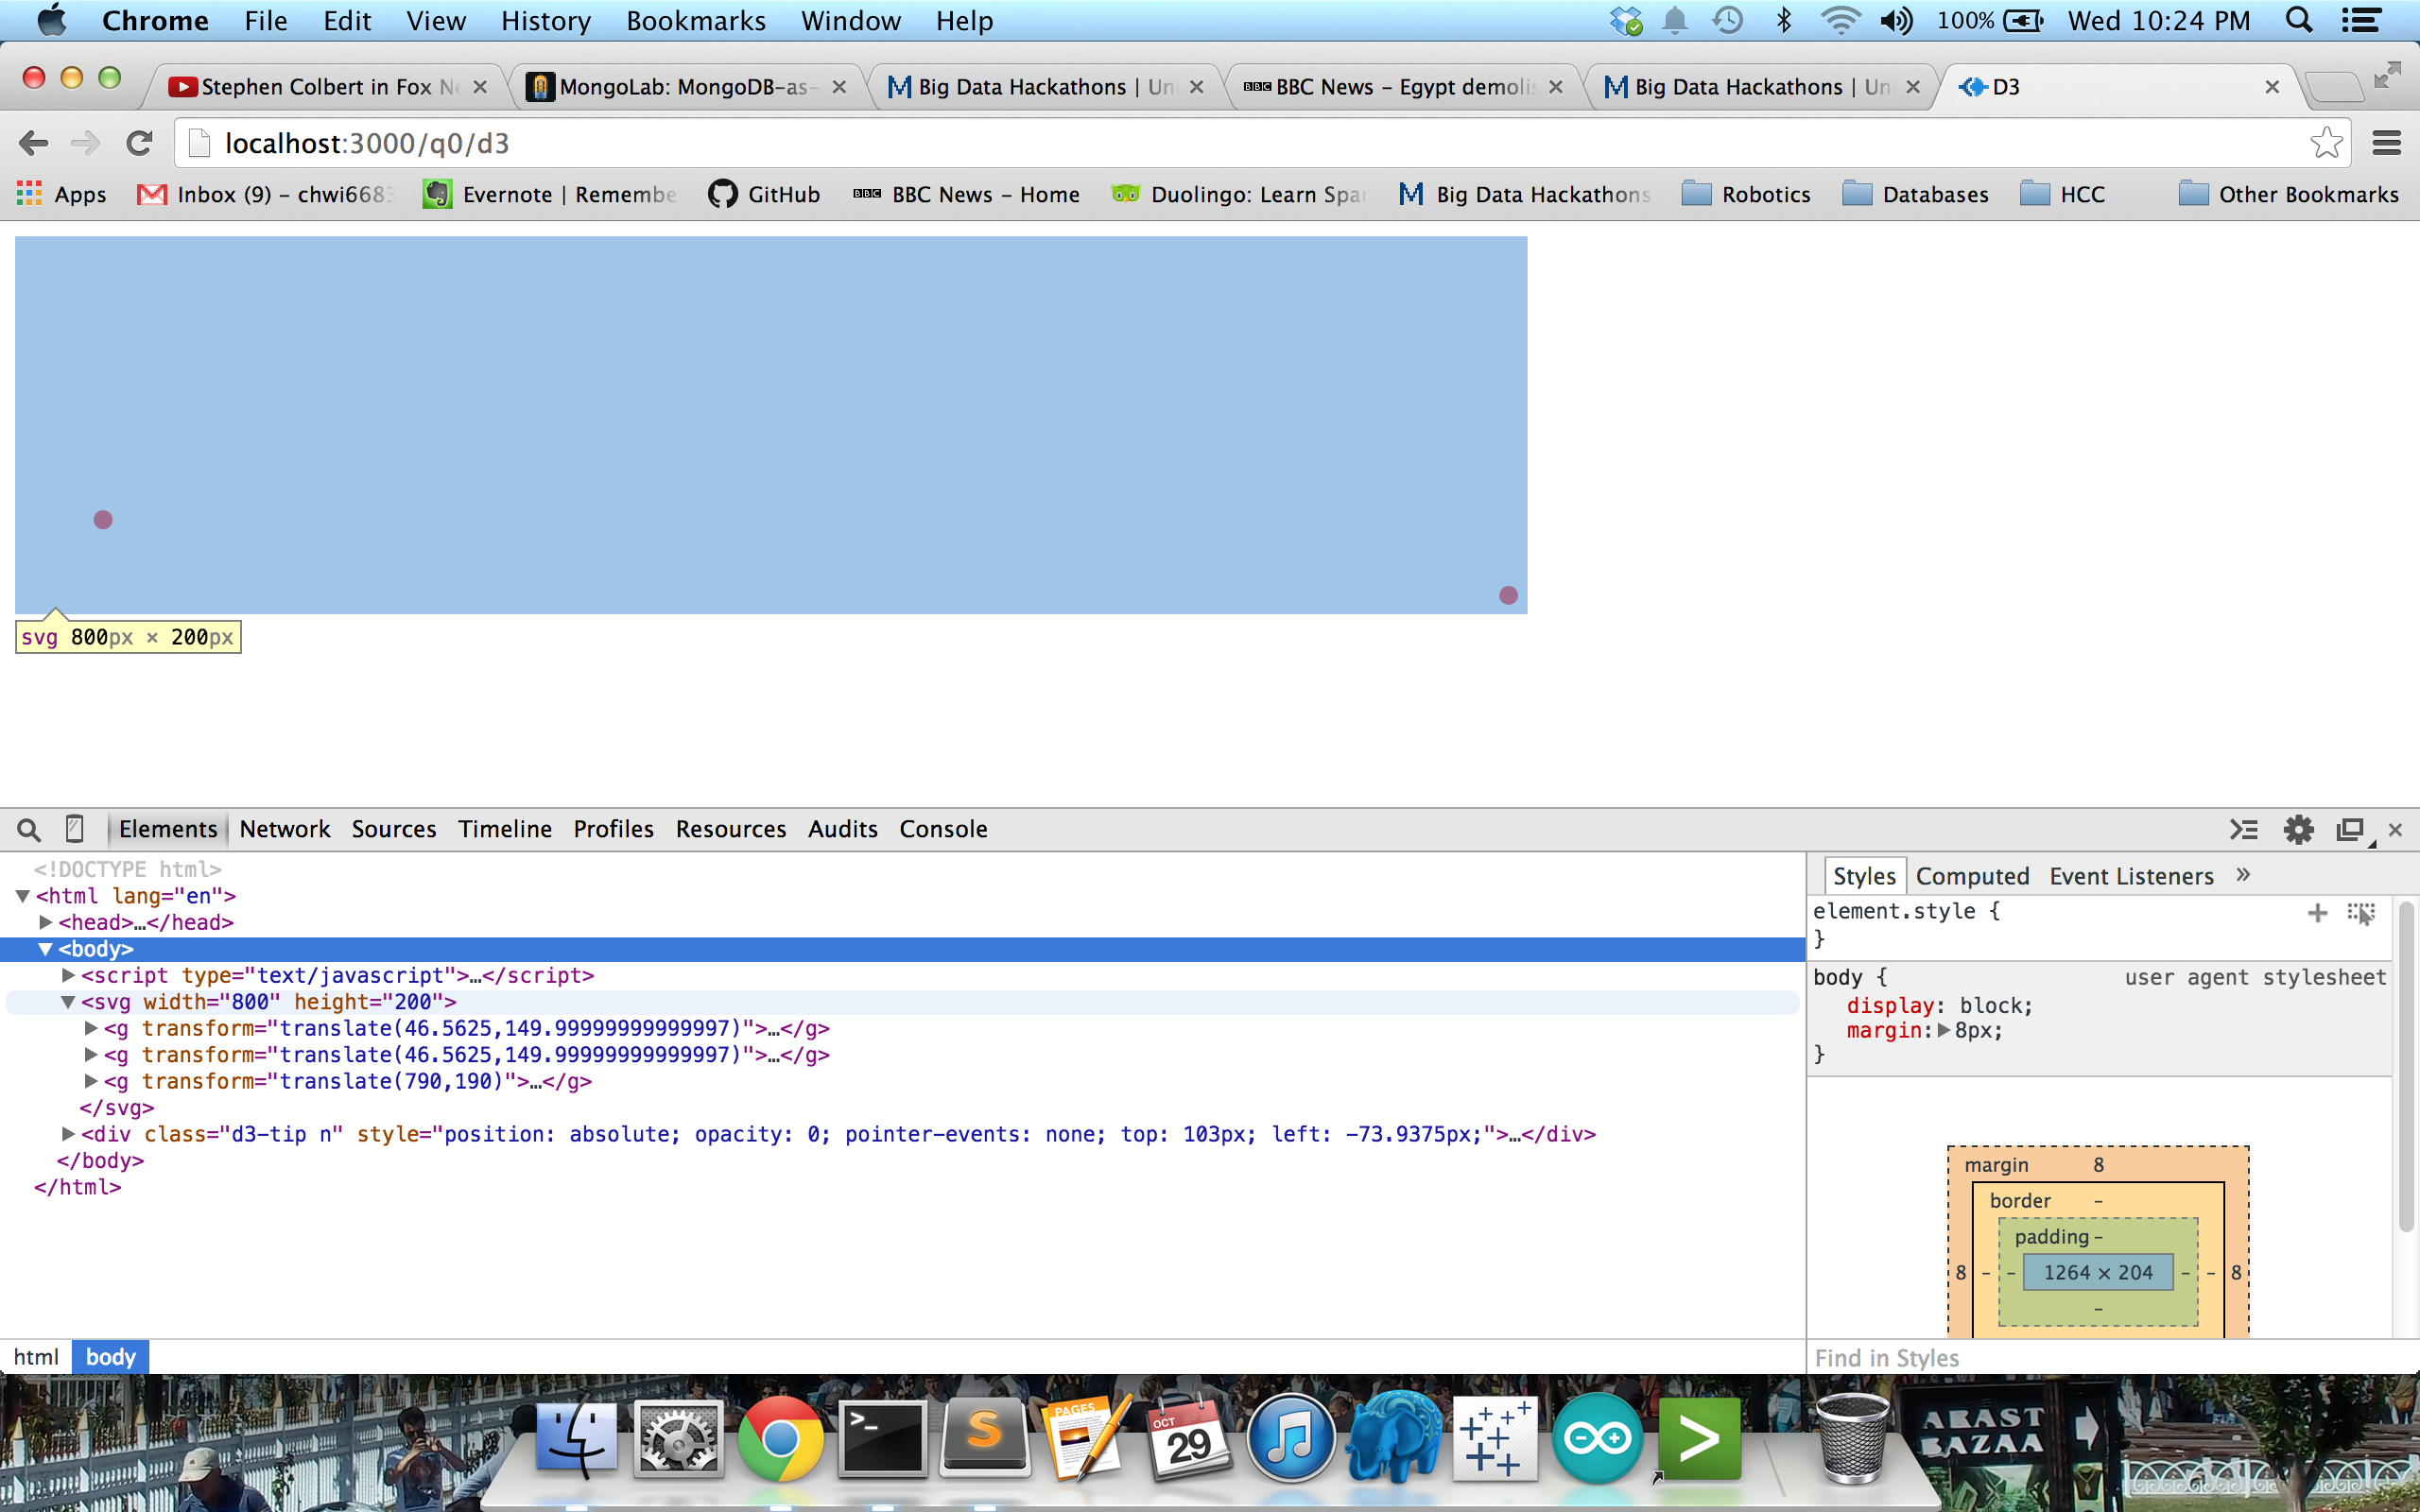 Chrome File Edit View History Bookmarks Window Help 100% Wed 10:24 PM
Stephen Colbert in Fox Ne MongoLab: MongoDB-as- Big Data Hackathons | Un BBC News - Egypt demolis Big Data Hackathons | Un D3
localhost:3000/q0/d3
Apps Inbox (9) - chwi6683 Evernote | Remembe GitHub BBC News - Home Duolingo: Learn Spa Big Data Hackathons Robotics Databases HCC Other Bookmarks
svg 800px × 200px
Elements Network Sources Timeline Profiles Resources Audits Console
<!DOCTYPE html>
<html lang="en">
<head>…</head>
<body>
<script type="text/javascript">…</script>
<svg width="800" height="200">
<g transform="translate(46.5625,149.99999999999997)">…</g>
<g transform="translate(46.5625,149.99999999999997)">…</g>
<g transform="translate(790,190)">…</g>
</svg>
<div class="d3-tip n" style="position: absolute; opacity: 0; pointer-events: none; top: 103px; left: -73.9375px;">…</div>
</body>
</html>
html body
Styles Computed Event Listeners »
element.style {
}
body { user agent stylesheet
display: block;
margin: 8px;
}
margin 8
border -
padding -
8 - - 1264 × 204 - - 8
-
Find in Styles
PAGES
OCT
29
ARAST
BAZAA